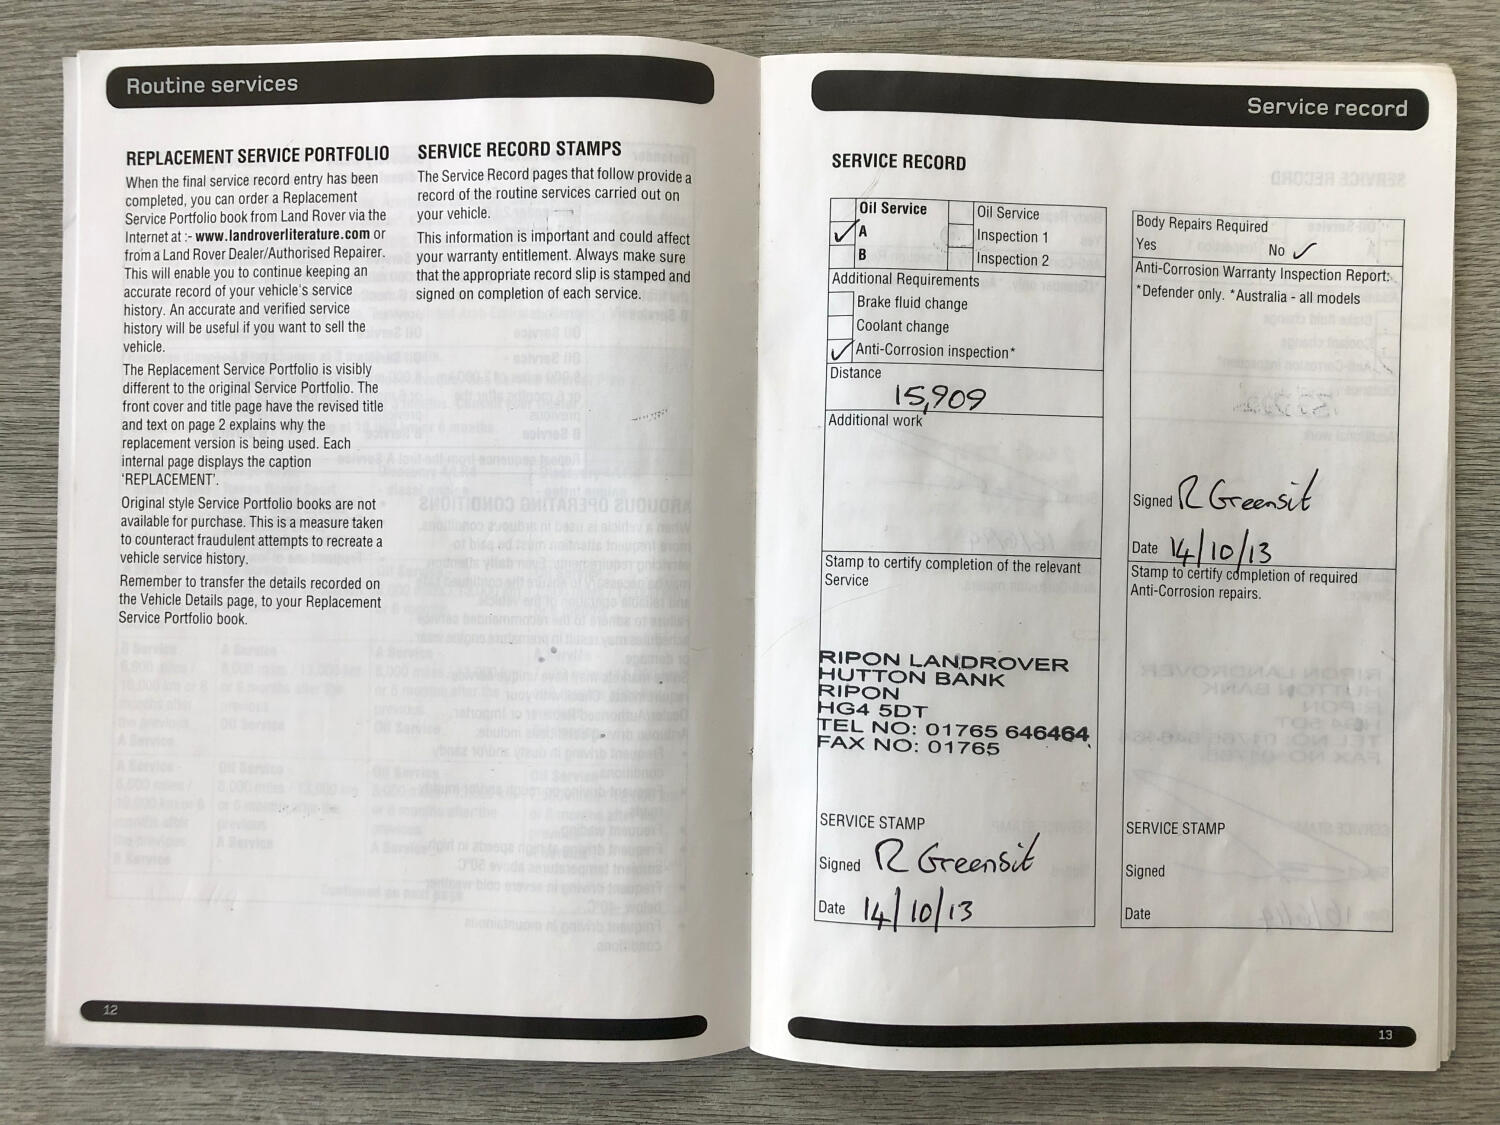 Routine services
REPLACEMENT SERVICE PORTFOLIO
When the final service record entry has been
completed, you can order a Replacement
Service Portfolio book from Land Rover via the
Internet at :- www.landroverliterature.com or
from a Land Rover Dealer/Authorised Repairer.
This will enable you to continue keeping an
accurate record of your vehicle's service
history. An accurate and verified service
history will be useful if you want to sell the
vehicle.
The Replacement Service Portfolio is visibly
different to the original Service Portfolio. The
front cover and title page have the revised title
and text on page 2 explains why the
replacement version is being used. Each
internal page displays the caption
'REPLACEMENT'.
Original style Service Portfolio books are not
available for purchase. This is a measure taken
to counteract fraudulent attempts to recreate a
vehicle service history.
Remember to transfer the details recorded on
the Vehicle Details page, to your Replacement
Service Portfolio book.
SERVICE RECORD STAMPS
The Service Record pages that follow provide a
record of the routine services carried out on
your vehicle.
This information is important and could affect
your warranty entitlement. Always make sure
that the appropriate record slip is stamped and
signed on completion of each service.
12
Service record
SERVICE RECORD
Oil Service
A
B
Oil Service
Inspection 1
Inspection 2
Additional Requirements
Brake fluid change
Coolant change
Anti-Corrosion inspection*
Distance
15,909
Additional work
Stamp to certify completion of the relevant
Service
RIPON LANDROVER
HUTTON BANK
RIPON
HG4 5DT
TEL NO: 01765 646464
FAX NO: 01765
SERVICE STAMP
Signed R Greensit
Date 14/10/13
Body Repairs Required
Yes No ✓
Anti-Corrosion Warranty Inspection Report:
*Defender only. *Australia - all models
Signed R Greensit
Date 14/10/13
Stamp to certify completion of required
Anti-Corrosion repairs.
SERVICE STAMP
Signed
Date
13